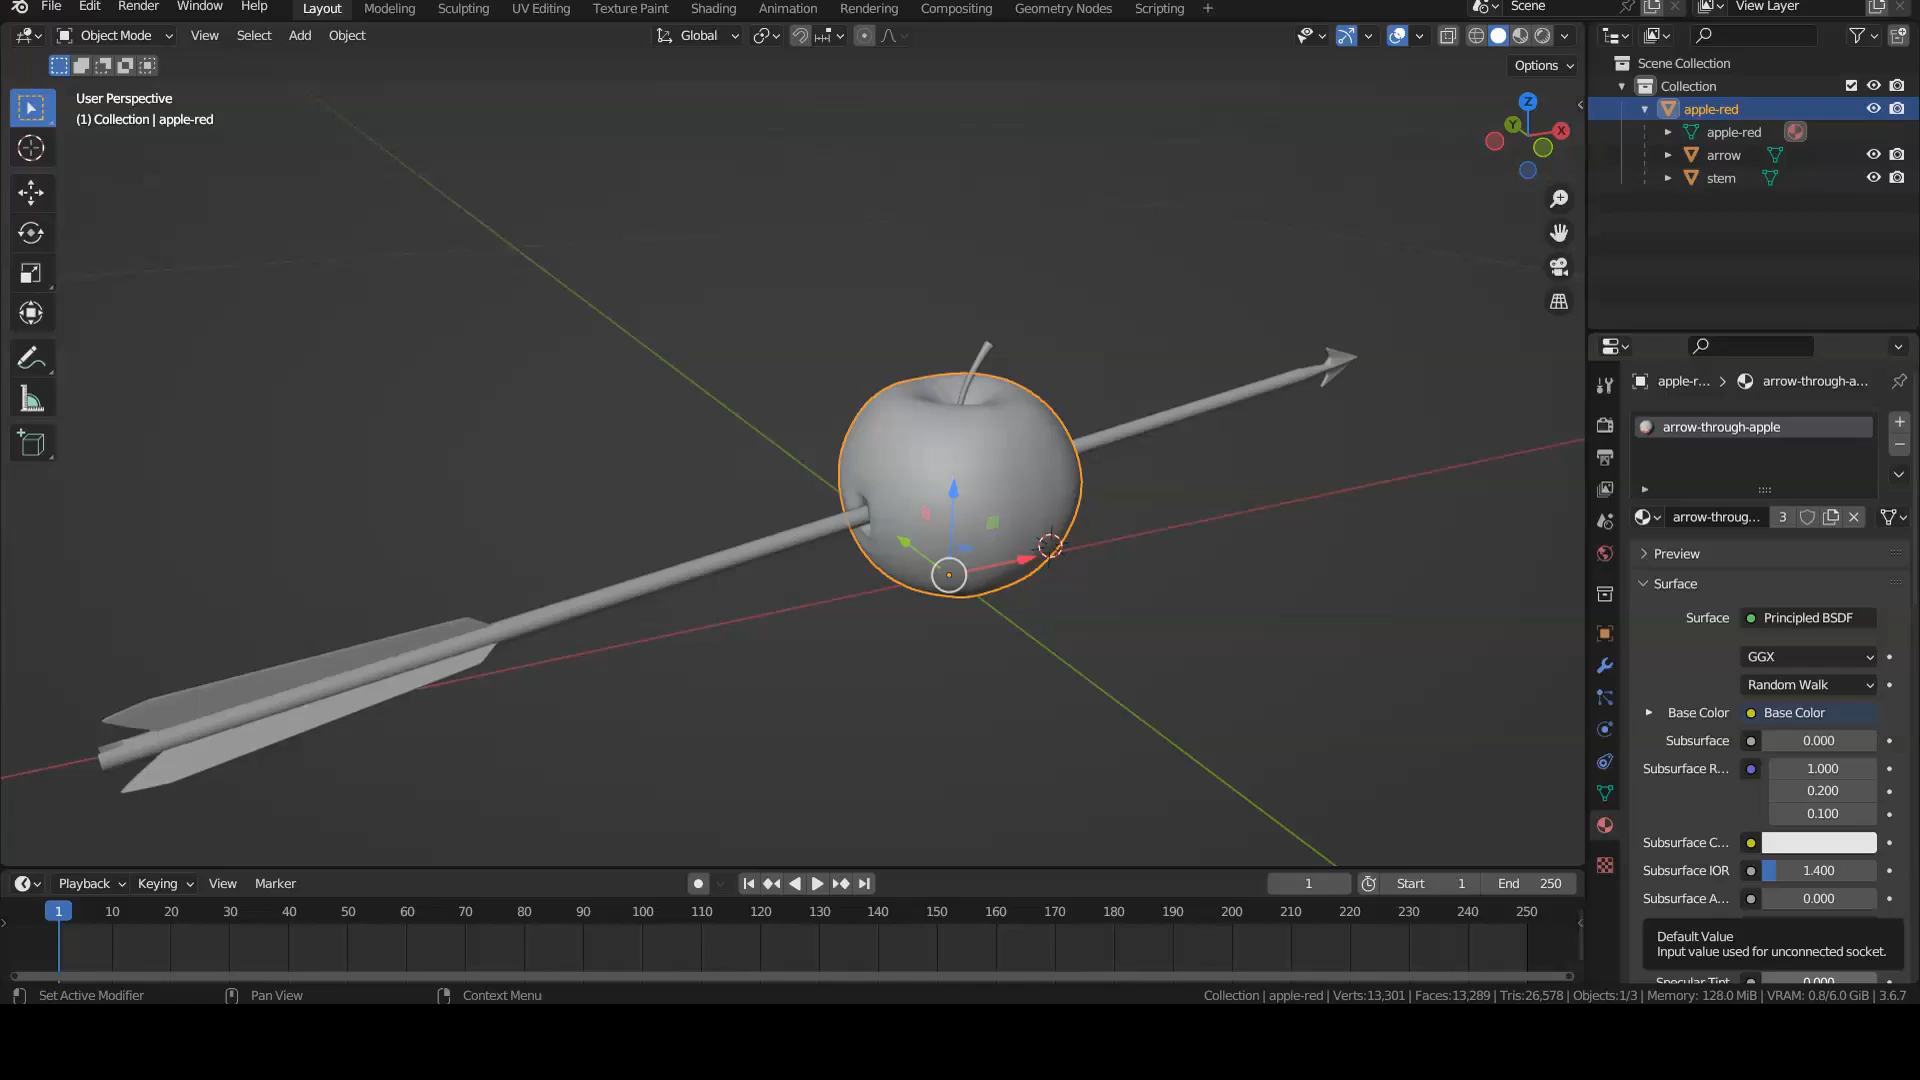 File Edit Render Window Help Layout Modeling Sculpting UV Editing Texture Paint Shading Animation Rendering Compositing Geometry Nodes Scripting + Scene View Layer
Object Mode View Select Add Object Global
Options
User Perspective
(1) Collection | apple-red
Z
Y
X
Scene Collection
Collection
apple-red
apple-red
arrow
stem
apple-r... arrow-through-a...
arrow-through-apple
arrow-throug... 3
Preview
Surface
Surface Principled BSDF
GGX
Random Walk
Base Color Base Color
Subsurface 0.000
Subsurface R... 1.000
0.200
0.100
Subsurface C...
Subsurface IOR 1.400
Subsurface A... 0.000
Default Value
Input value used for unconnected socket.
Specular Tint 0.000
Playback Keying View Marker 1 Start 1 End 250
1 10 20 30 40 50 60 70 80 90 100 110 120 130 140 150 160 170 180 190 200 210 220 230 240 250
Set Active Modifier Pan View Context Menu Collection | apple-red | Verts:13,301 | Faces:13,289 | Tris:26,578 | Objects:1/3 | Memory: 128.0 MiB | VRAM: 0.8/6.0 GiB | 3.6.7